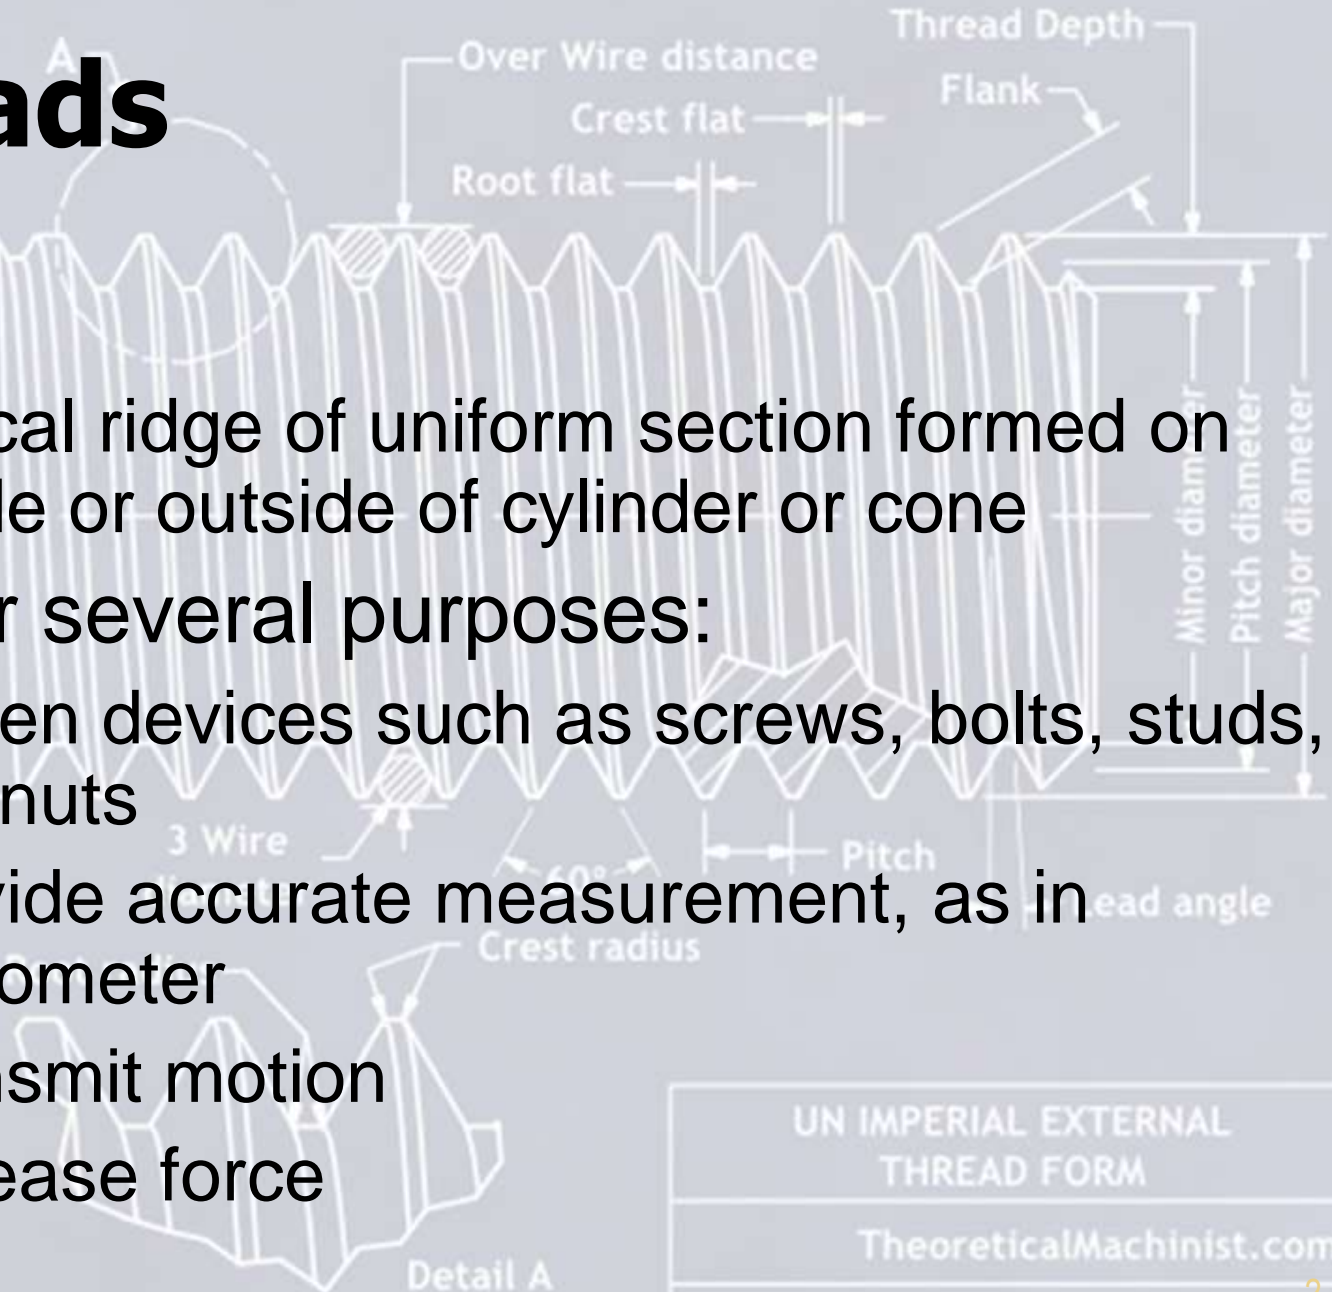 A
Over Wire distance
Thread Depth
Flank
Crest flat
Root flat
ads
cal ridge of uniform section formed on
le or outside of cylinder or cone
r several purposes:
en devices such as screws, bolts, studs,
nuts
vide accurate measurement, as in
ometer
nsmit motion
ease force
Minor diameter
Pitch diameter
Major diameter
3 Wire
60°
Pitch
Lead angle
Crest radius
Detail A
UN IMPERIAL EXTERNAL
THREAD FORM
TheoreticalMachinist.com
2